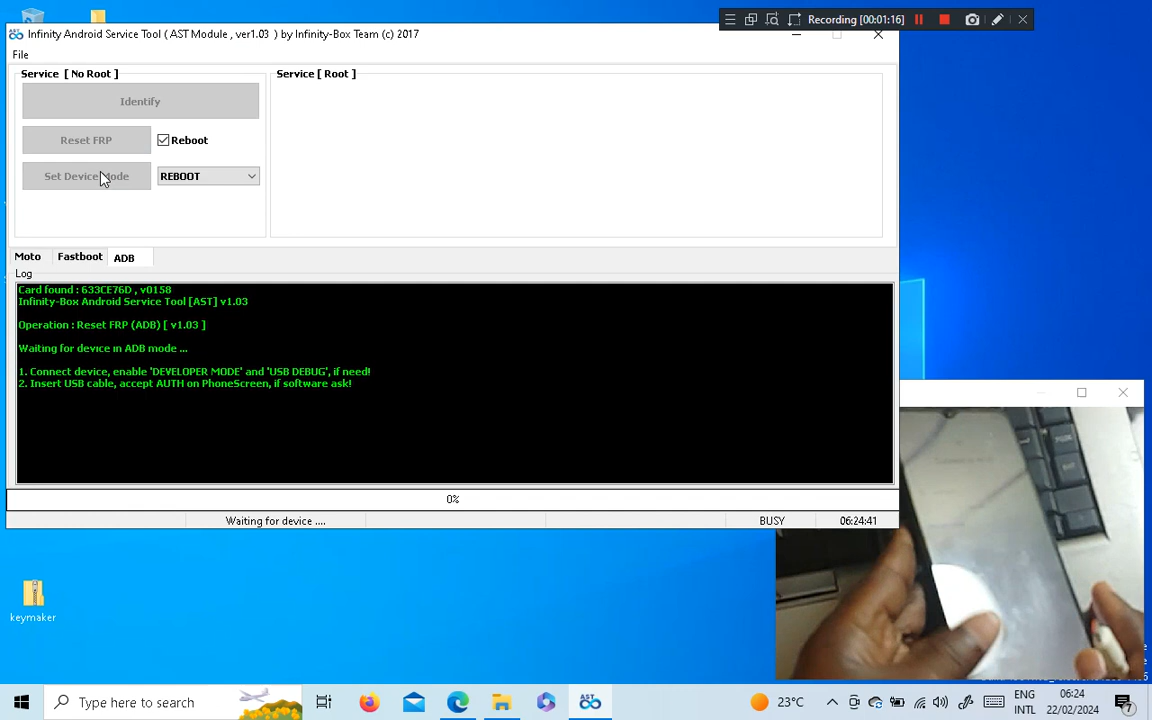 Recording [00:01:16]
Infinity Android Service Tool ( AST Module , ver1.03 ) by Infinity-Box Team (c) 2017
File
Service [ No Root ]
Service [ Root ]
Identify
Reset FRP
Reboot
Set Device Mode
REBOOT
Moto
Fastboot
ADB
Log
Card found : 633CE76D , v0158
Infinity-Box Android Service Tool [AST] v1.03
Operation : Reset FRP (ADB) [ v1.03 ]
Waiting for device in ADB mode ...
1. Connect device, enable 'DEVELOPER MODE' and 'USB DEBUG', if need!
2. Insert USB cable, accept AUTH on PhoneScreen, if software ask!
0%
Waiting for device ....
BUSY
06:24:41
keymaker
Type here to search
AST
23°C
ENG
INTL
06:24
22/02/2024
7